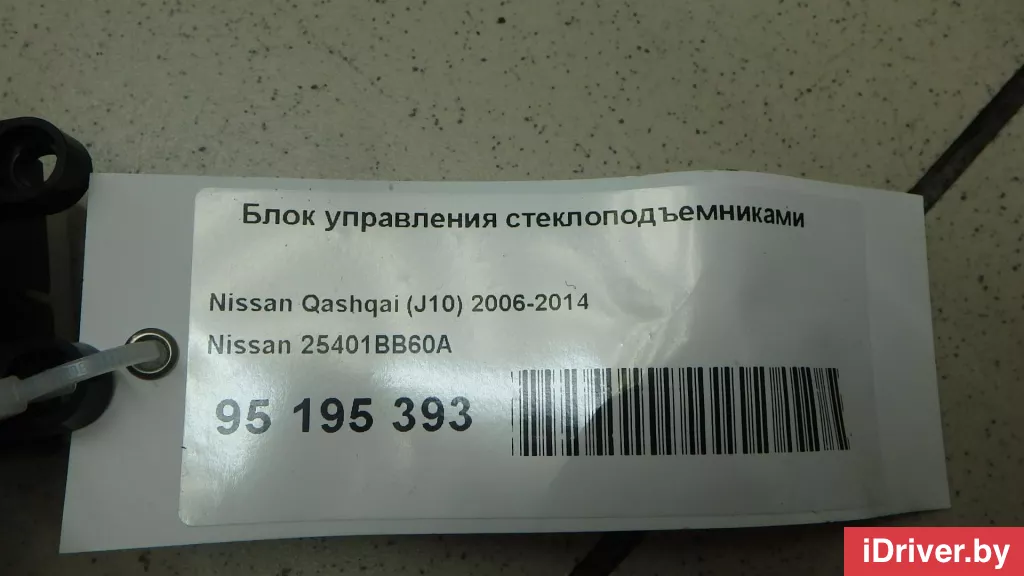 Блок управления стеклоподъемниками
Nissan Qashqai (J10) 2006-2014
Nissan 25401BB60A
95 195 393
iDriver.by